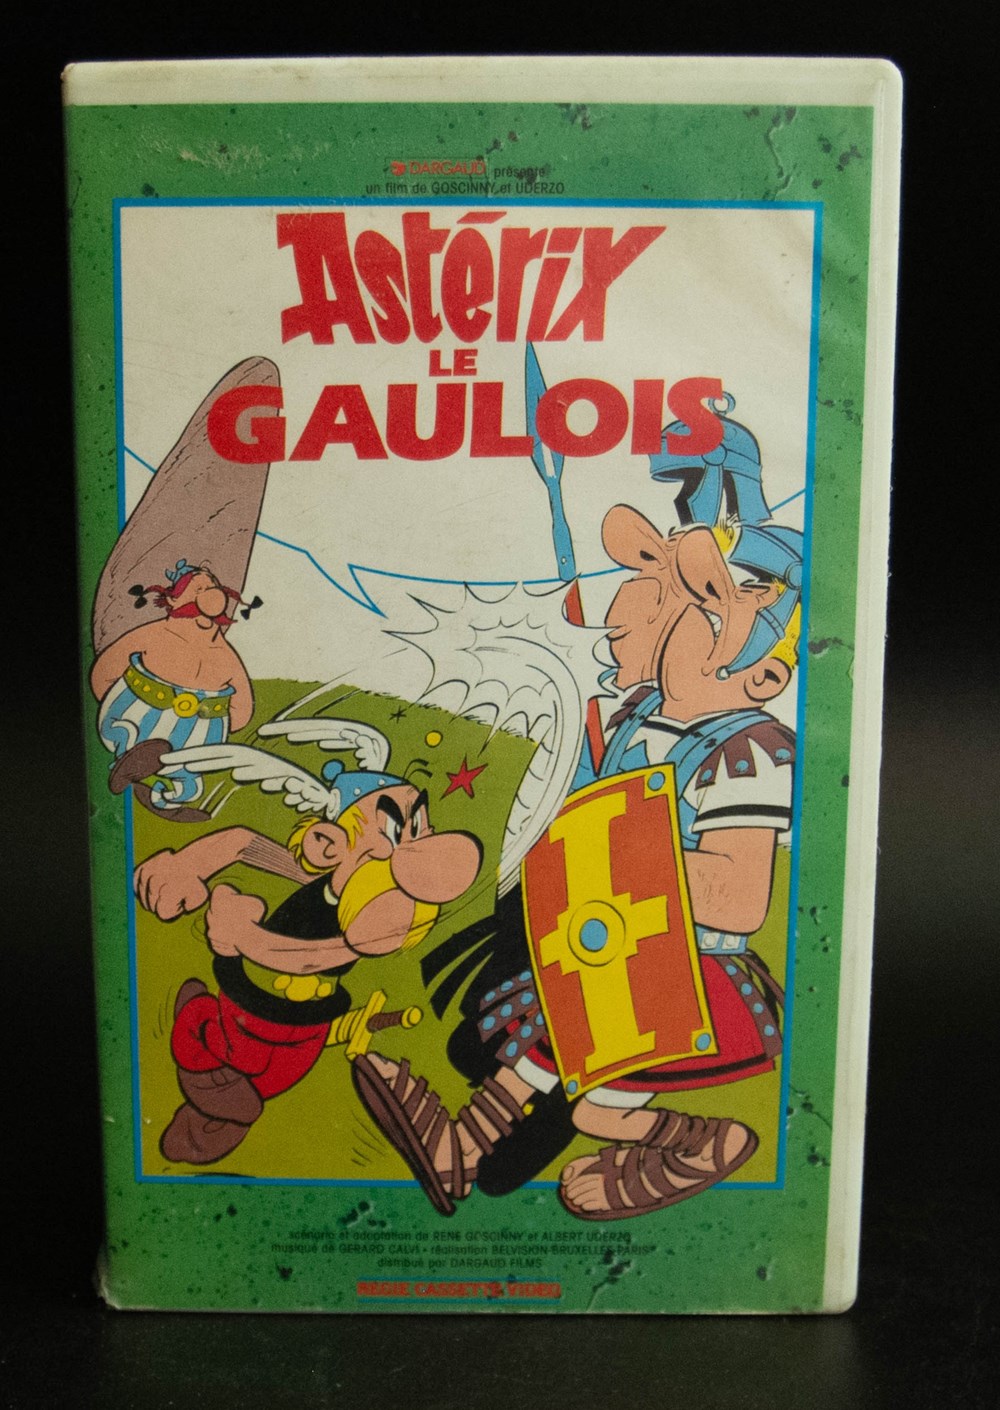 DARGAUD présente
un film de GOSCINNY et UDERZO
Astérix
LE
GAULOIS
scénario et adaptation de RENÉ GOSCINNY et ALBERT UDERZO
musique de GERARD CALVI • réalisation BELVISION-BRUXELLES-PARIS
distribué par DARGAUD FILMS
REGIE CASSETTE VIDEO